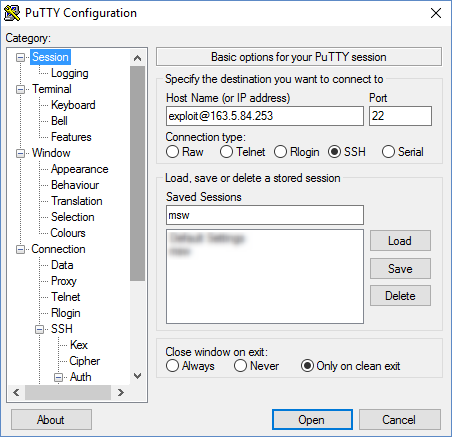 PuTTY Configuration
Category:
Session
Logging
Terminal
Keyboard
Bell
Features
Window
Appearance
Behaviour
Translation
Selection
Colours
Connection
Data
Proxy
Telnet
Rlogin
SSH
Kex
Cipher
Auth
Basic options for your PuTTY session
Specify the destination you want to connect to
Host Name (or IP address) Port
exploit@163.5.84.253 22
Connection type:
Raw Telnet Rlogin SSH Serial
Load, save or delete a stored session
Saved Sessions
msw
Default Settings
Load
Save
Delete
Close window on exit:
Always Never Only on clean exit
About Open Cancel